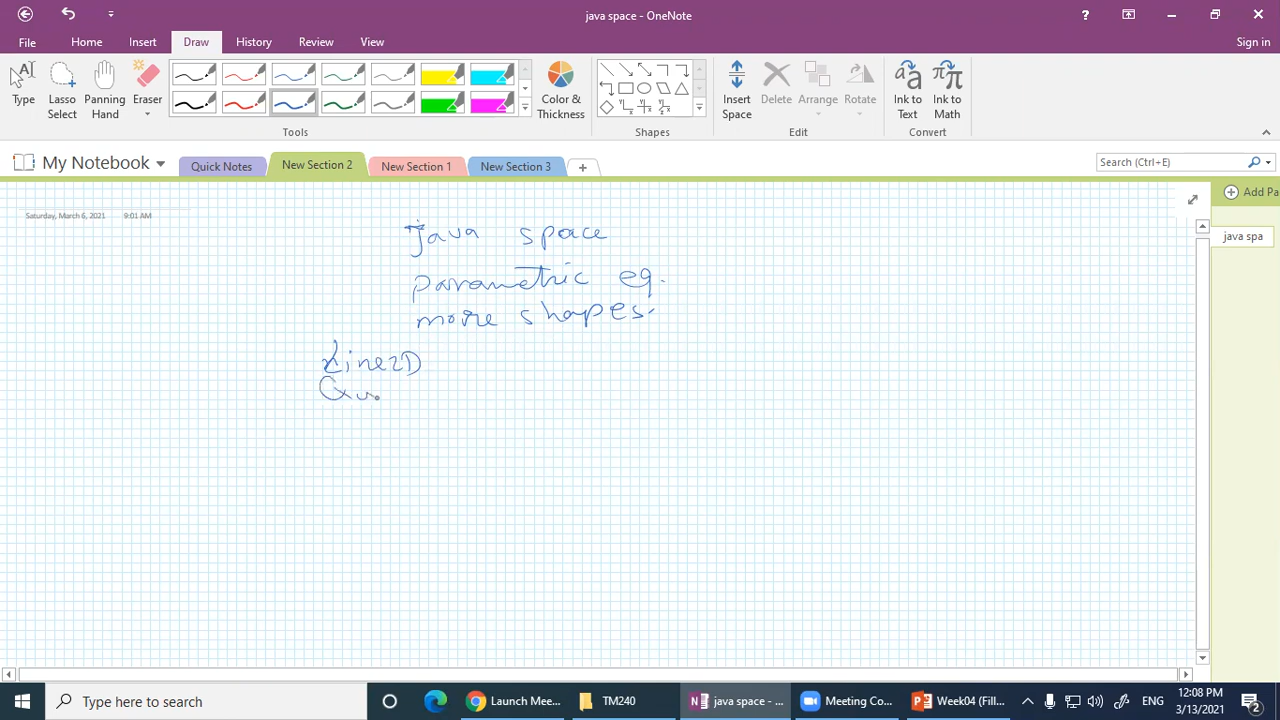 java space - OneNote
Sign in
File Home Insert Draw History Review View
Type
Lasso Select
Panning Hand
Eraser
Color & Thickness
Insert Space
Delete
Arrange
Rotate
Ink to Text
Ink to Math
Tools
Shapes
Edit
Convert
My Notebook
Quick Notes
New Section 2
New Section 1
New Section 3
Search (Ctrl+E)
Add Pa
java spa
Saturday, March 6, 2021 9:01 AM
java space
parametric eq.
more shapes.
Line2D
Qu
Type here to search
Launch Mee...
TM240
java space - ...
Meeting Co...
Week04 (Fill...
ENG
12:08 PM
3/13/2021
2